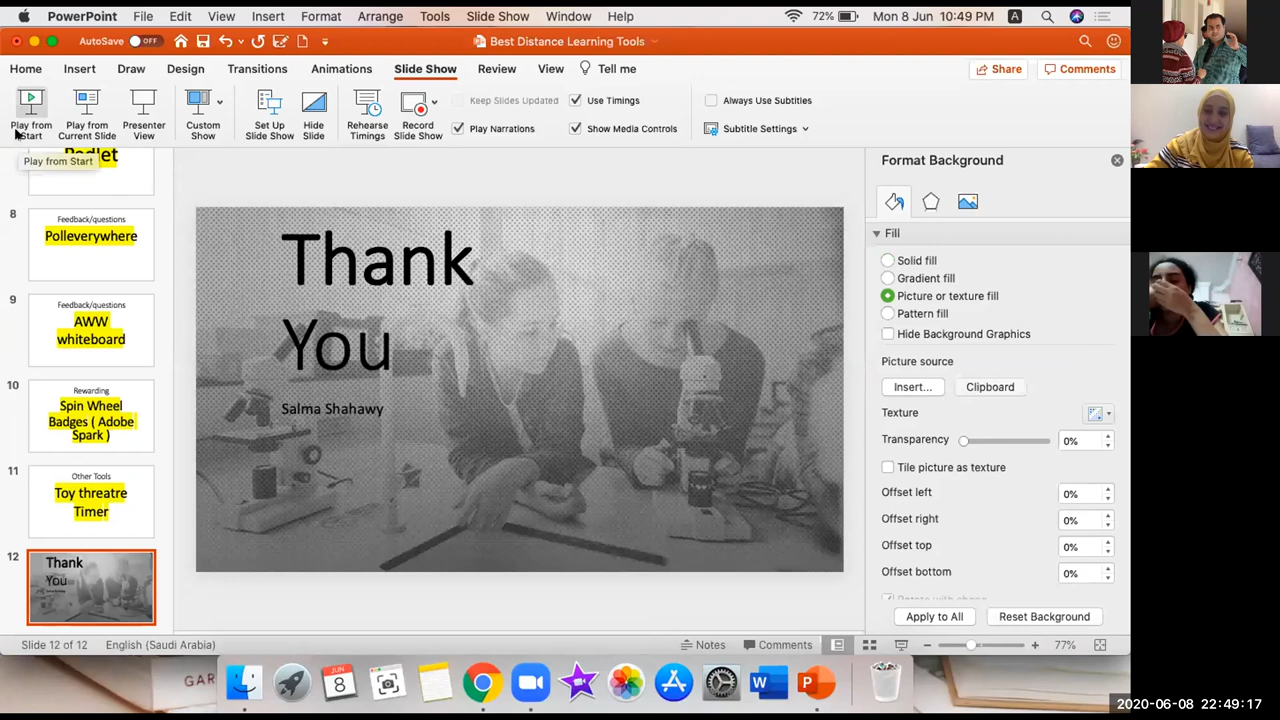 PowerPoint File Edit View Insert Format Arrange Tools Slide Show Window Help 72% Mon 8 Jun 10:49 PM A
AutoSave OFF Best Distance Learning Tools
Home Insert Draw Design Transitions Animations Slide Show Review View Tell me Share Comments
Play from Start
Play from Current Slide
Presenter View
Custom Show
Set Up Slide Show
Hide Slide
Rehearse Timings
Record Slide Show
Keep Slides Updated
Play Narrations
Use Timings
Show Media Controls
Always Use Subtitles
Subtitle Settings
Play from Start
Padlet
8
Feedback/questions
Polleverywhere
9
Feedback/questions
AWW
whiteboard
10
Rewarding
Spin Wheel
Badges ( Adobe
Spark )
11
Other Tools
Toy threatre
Timer
12
Thank
You
Thank
You
Salma Shahawy
Format Background
Fill
Solid fill
Gradient fill
Picture or texture fill
Pattern fill
Hide Background Graphics
Picture source
Insert... Clipboard
Texture
Transparency 0%
Tile picture as texture
Offset left 0%
Offset right 0%
Offset top 0%
Offset bottom 0%
Rotate with shape
Apply to All Reset Background
Slide 12 of 12 English (Saudi Arabia) Notes Comments 77%
GAR
JUN
8
W
P
2020-06-08 22:49:17